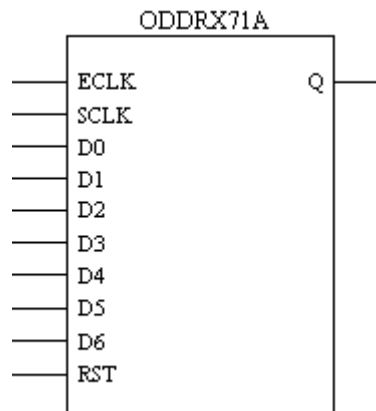 ODDRX71A
ECLK Q
SCLK
D0
D1
D2
D3
D4
D5
D6
RST